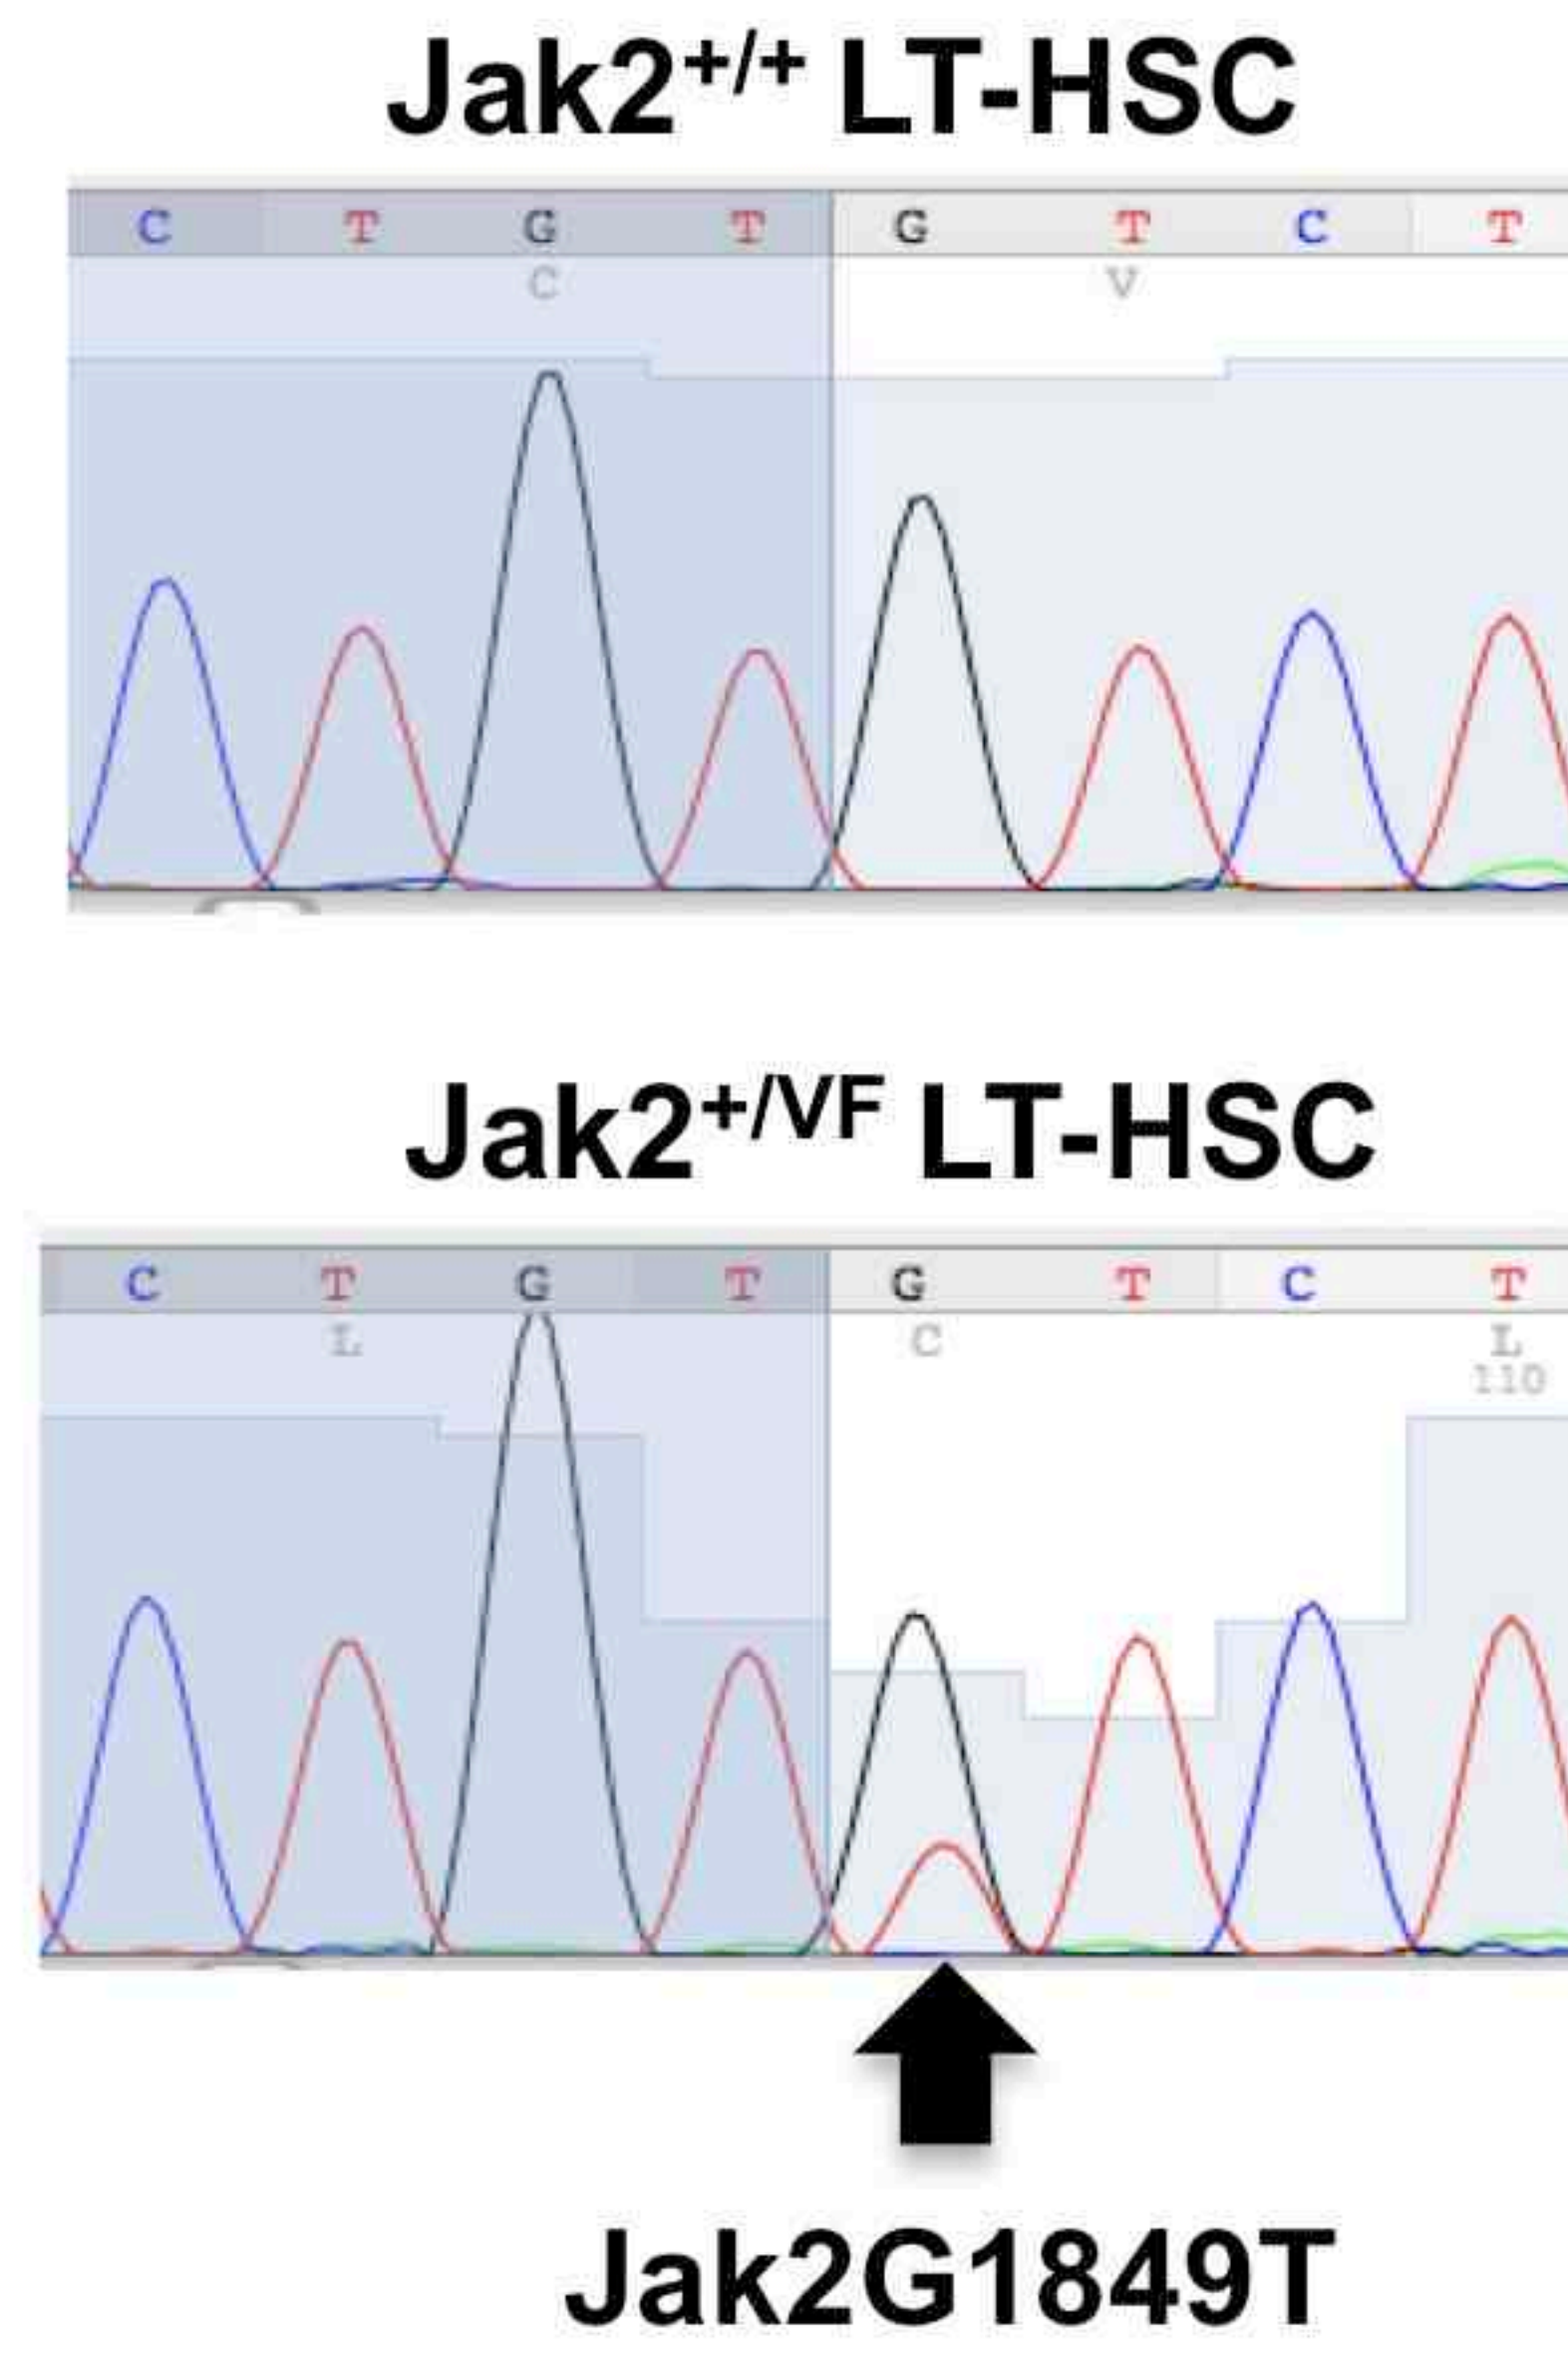 Jak2+/+ LT-HSC
C T G T G T C T
C V
Jak2+/VF LT-HSC
C T G T G T C T
L C L
110
Jak2G1849T